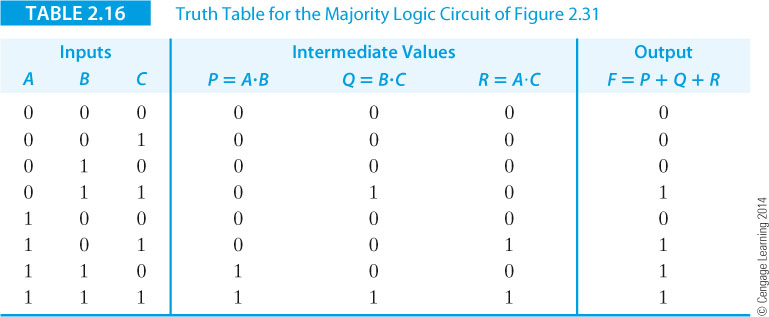 TABLE 2.16 Truth Table for the Majority Logic Circuit of Figure 2.31
Inputs Intermediate Values Output
A B C P = A·B Q = B·C R = A·C F = P + Q + R
0 0 0 0 0 0 0
0 0 1 0 0 0 0
0 1 0 0 0 0 0
0 1 1 0 1 0 1
1 0 0 0 0 0 0
1 0 1 0 0 1 1
1 1 0 1 0 0 1
1 1 1 1 1 1 1
© Cengage Learning 2014